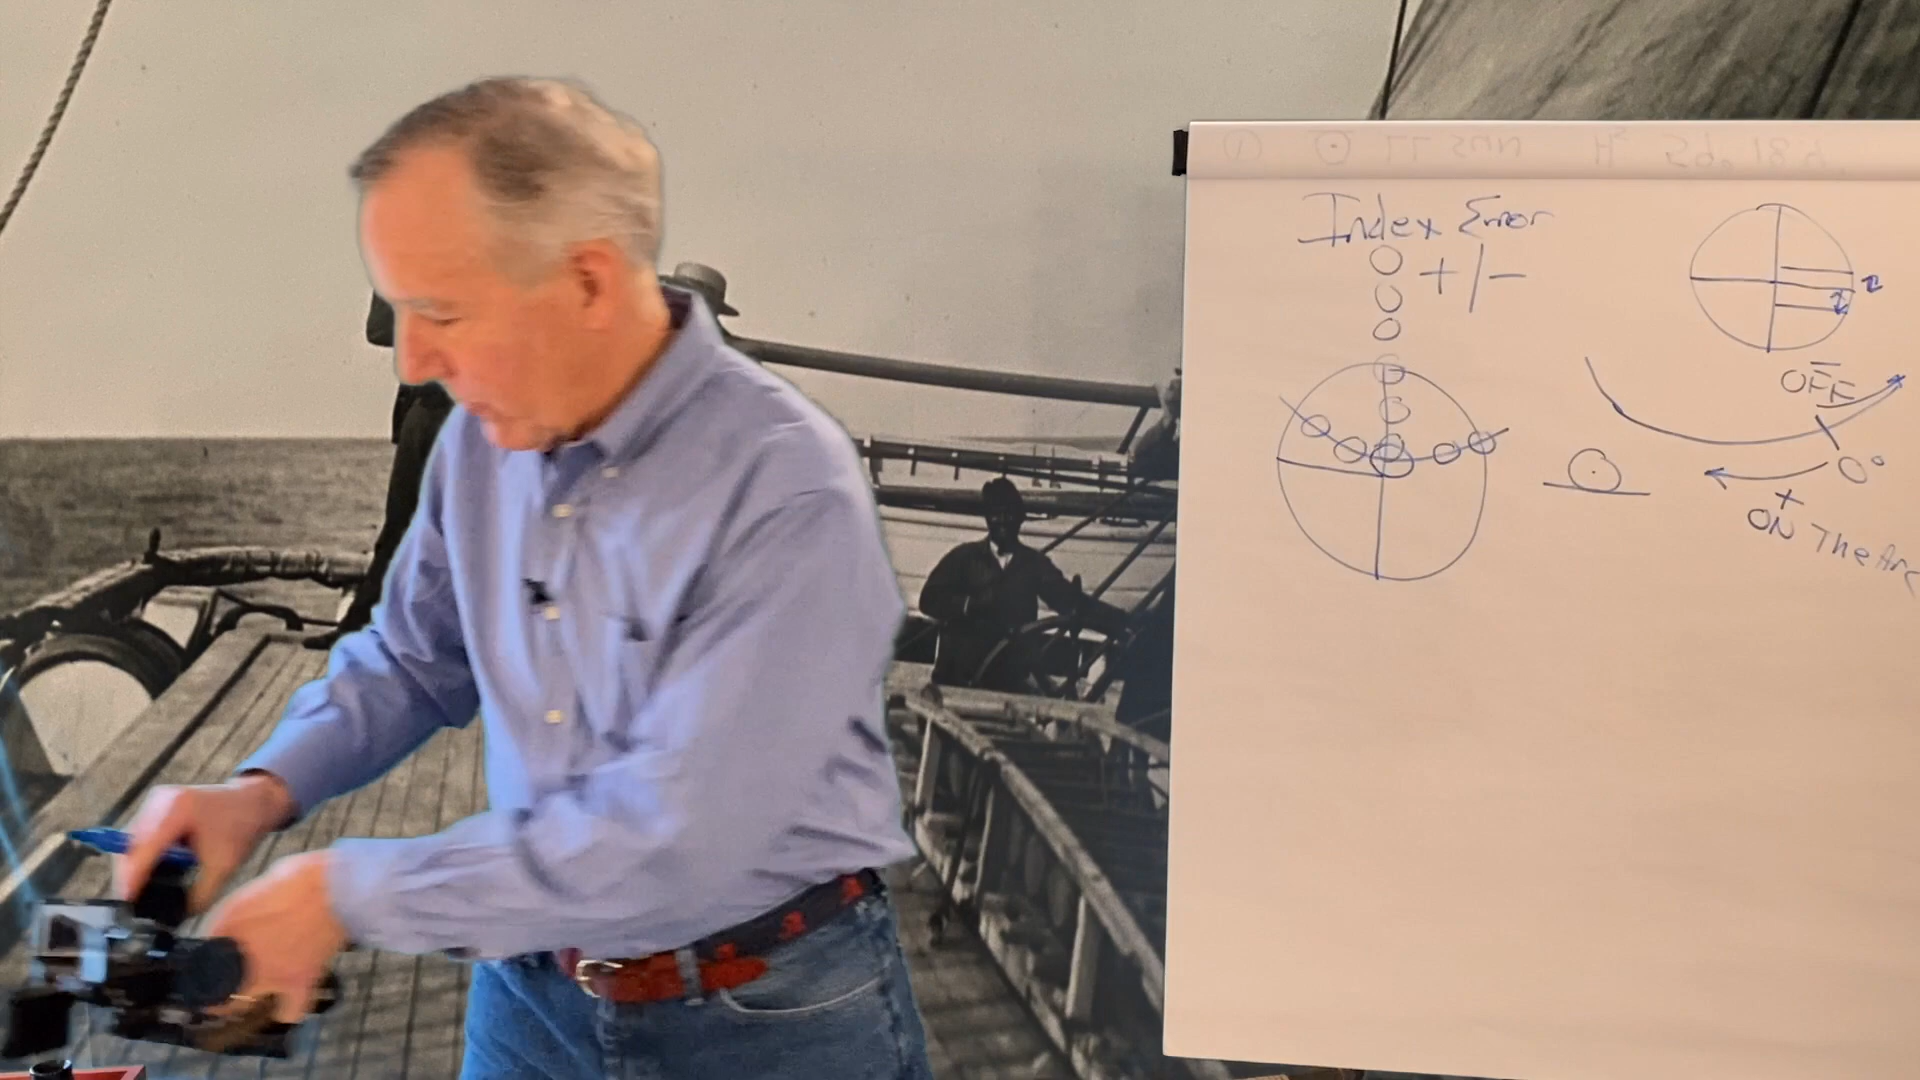 Index Error
+/-
OFF
0°
+
ON The Arc